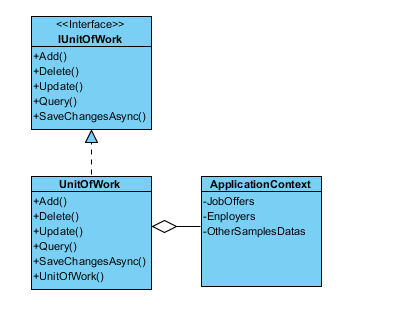 <<Interface>>
IUnitOfWork
+Add()
+Delete()
+Update()
+Query()
+SaveChangesAsync()
UnitOfWork
+Add()
+Delete()
+Update()
+Query()
+SaveChangesAsync()
+UnitOfWork()
ApplicationContext
-JobOffers
-Enployers
-OtherSamplesDatas